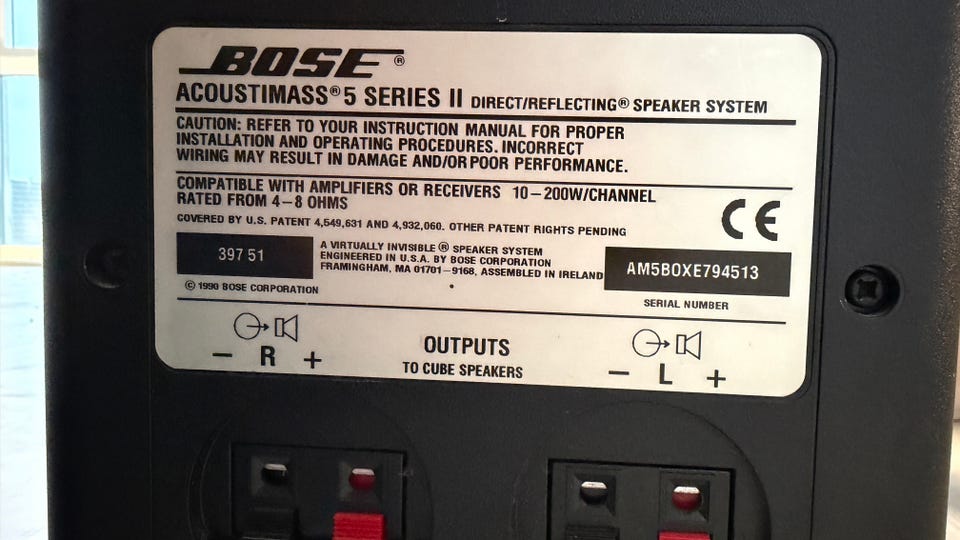 BOSE®
ACOUSTIMASS® 5 SERIES II DIRECT/REFLECTING® SPEAKER SYSTEM
CAUTION: REFER TO YOUR INSTRUCTION MANUAL FOR PROPER
INSTALLATION AND OPERATING PROCEDURES. INCORRECT
WIRING MAY RESULT IN DAMAGE AND/OR POOR PERFORMANCE.
COMPATIBLE WITH AMPLIFIERS OR RECEIVERS 10-200W/CHANNEL
RATED FROM 4-8 OHMS
COVERED BY U.S. PATENT 4,549,631 AND 4,932,060. OTHER PATENT RIGHTS PENDING
CE
397 51
A VIRTUALLY INVISIBLE® SPEAKER SYSTEM
ENGINEERED IN U.S.A. BY BOSE CORPORATION
FRAMINGHAM, MA 01701-9168, ASSEMBLED IN IRELAND
AM5BOXE794513
© 1990 BOSE CORPORATION
SERIAL NUMBER
- R +
OUTPUTS
TO CUBE SPEAKERS
- L +